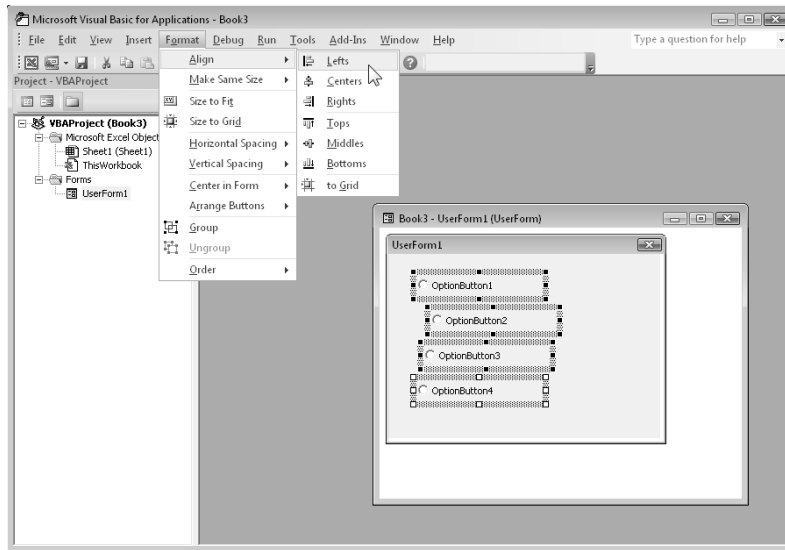 Microsoft Visual Basic for Applications - Book3
File Edit View Insert Format Debug Run Tools Add-Ins Window Help
Type a question for help
Project - VBAProject
VBAProject (Book3)
Microsoft Excel Object
Sheet1 (Sheet1)
ThisWorkbook
Forms
UserForm1
Align
Make Same Size
Size to Fit
Size to Grid
Horizontal Spacing
Vertical Spacing
Center in Form
Arrange Buttons
Group
Ungroup
Order
Lefts
Centers
Rights
Tops
Middles
Bottoms
to Grid
Book3 - UserForm1 (UserForm)
UserForm1
OptionButton1
OptionButton2
OptionButton3
OptionButton4